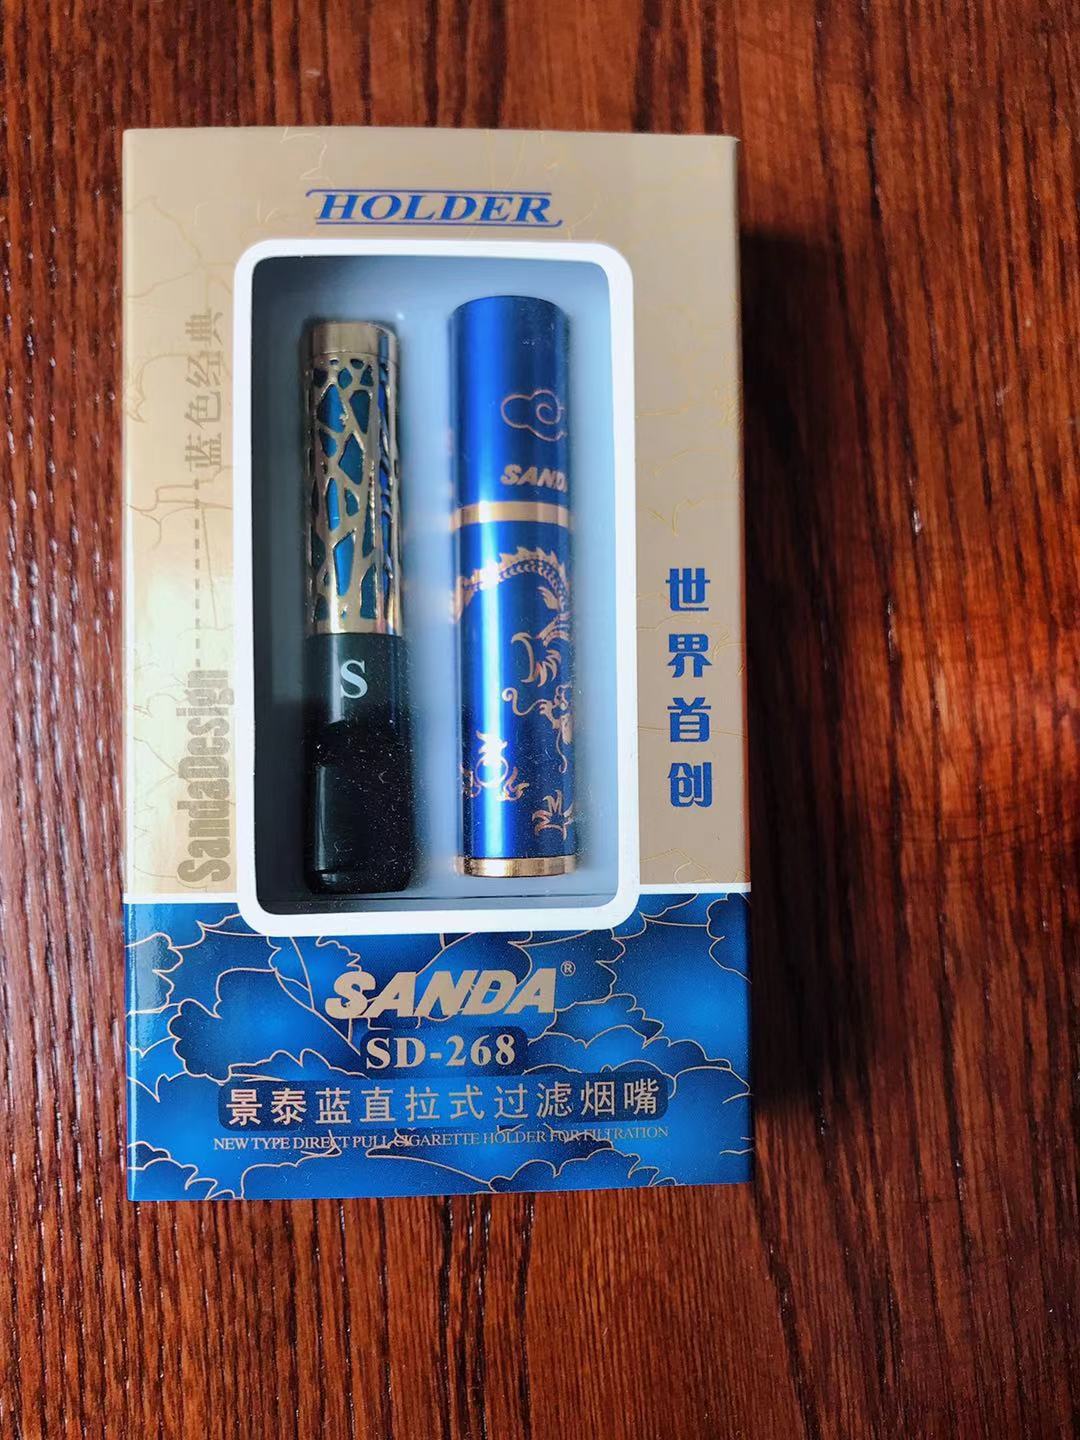 HOLDER
蓝色经典
SandaDesign
SANDA
S
世界首创
SANDA®
SD-268
景泰蓝直拉式过滤烟嘴
NEW TYPE DIRECT PULL CIGARETTE HOLDER FOR FILTRATION